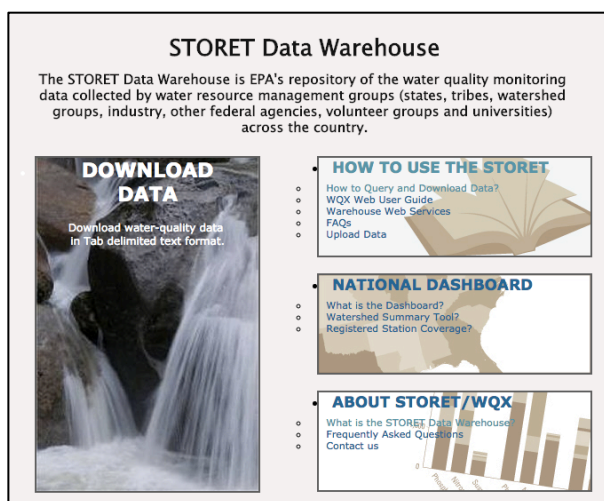 STORET Data Warehouse
The STORET Data Warehouse is EPA's repository of the water quality monitoring
data collected by water resource management groups (states, tribes, watershed
groups, industry, other federal agencies, volunteer groups and universities)
across the country.
DOWNLOAD
DATA
Download water-quality data
in Tab delimited text format.
HOW TO USE THE STORET
How to Query and Download Data?
WQX Web User Guide
Warehouse Web Services
FAQs
Upload Data
NATIONAL DASHBOARD
What is the Dashboard?
Watershed Summary Tool?
Registered Station Coverage?
ABOUT STORET/WQX
What is the STORET Data Warehouse?
Frequently Asked Questions
Contact us
0